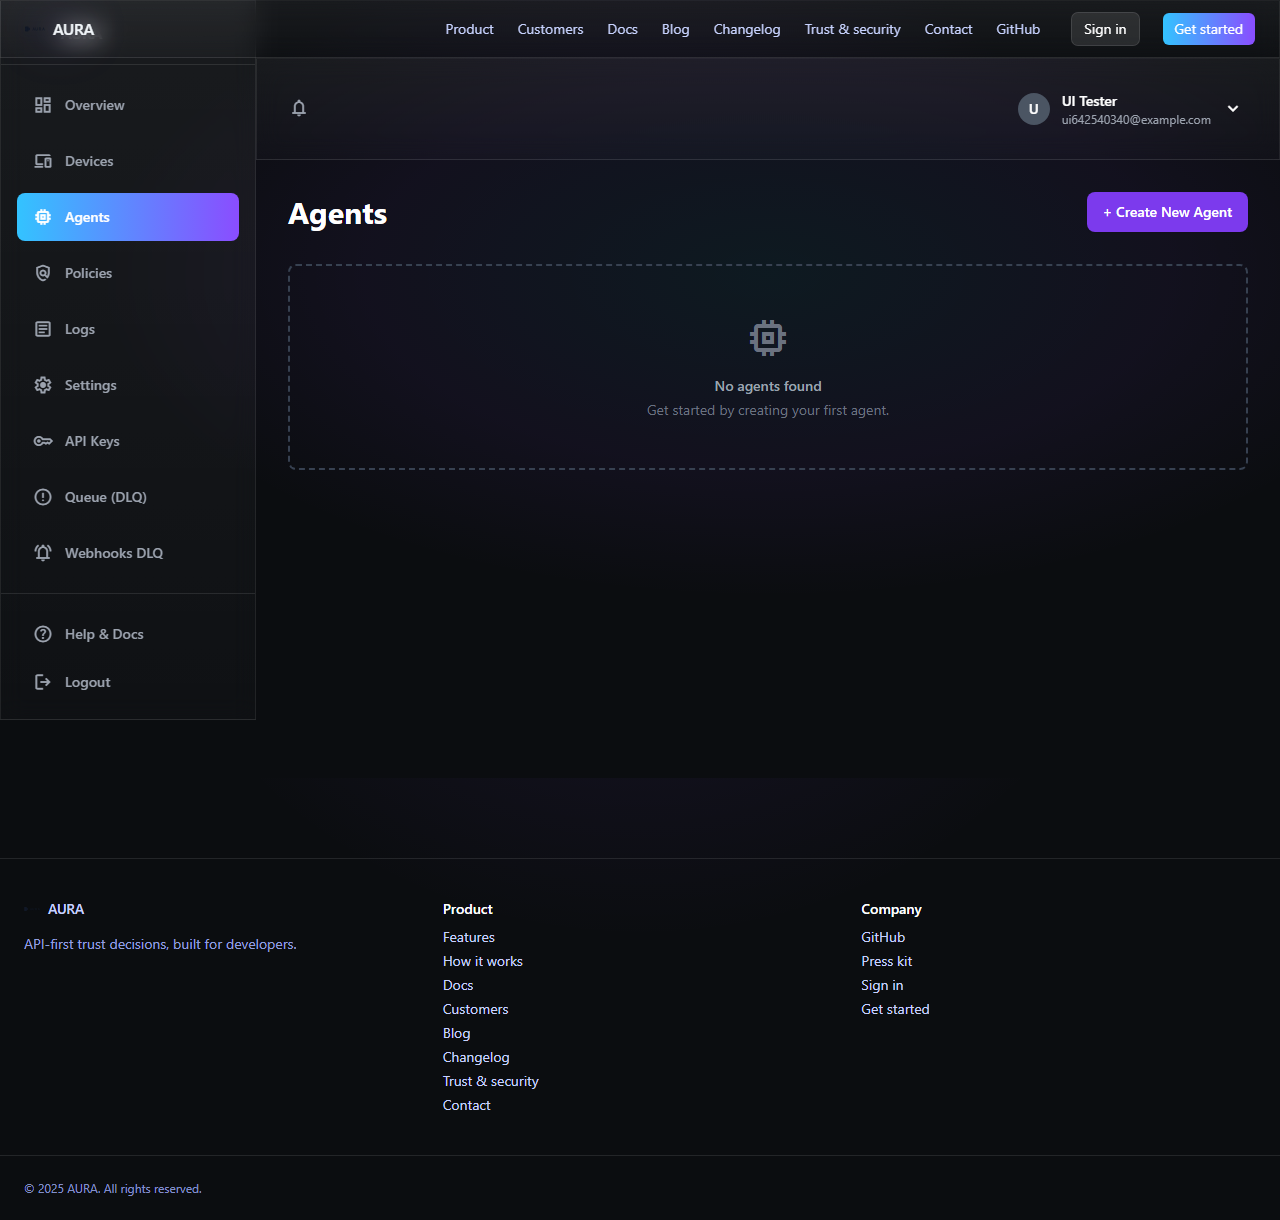 AURA
Product Customers Docs Blog Changelog Trust & security Contact GitHub Sign in Get started
Overview
Devices
Agents
Policies
Logs
Settings
API Keys
Queue (DLQ)
Webhooks DLQ
Help & Docs
Logout
U
UI Tester
ui642540340@example.com
Agents
+ Create New Agent
No agents found
Get started by creating your first agent.
AURA
API-first trust decisions, built for developers.
Product
Features
How it works
Docs
Customers
Blog
Changelog
Trust & security
Contact
Company
GitHub
Press kit
Sign in
Get started
© 2025 AURA. All rights reserved.